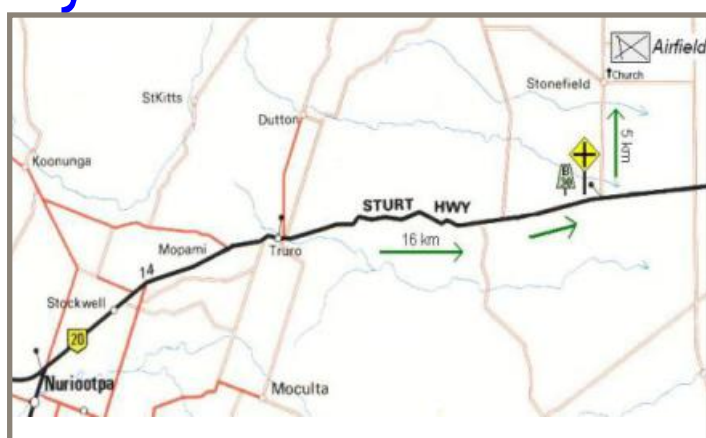 Airfield
Church
Stonefield
StKitts
Dutton
5 km
Koonunga
STURT HWY
16 km
Mopami
Truro
14
Stockwell
20
Nuriootpa
Moculta